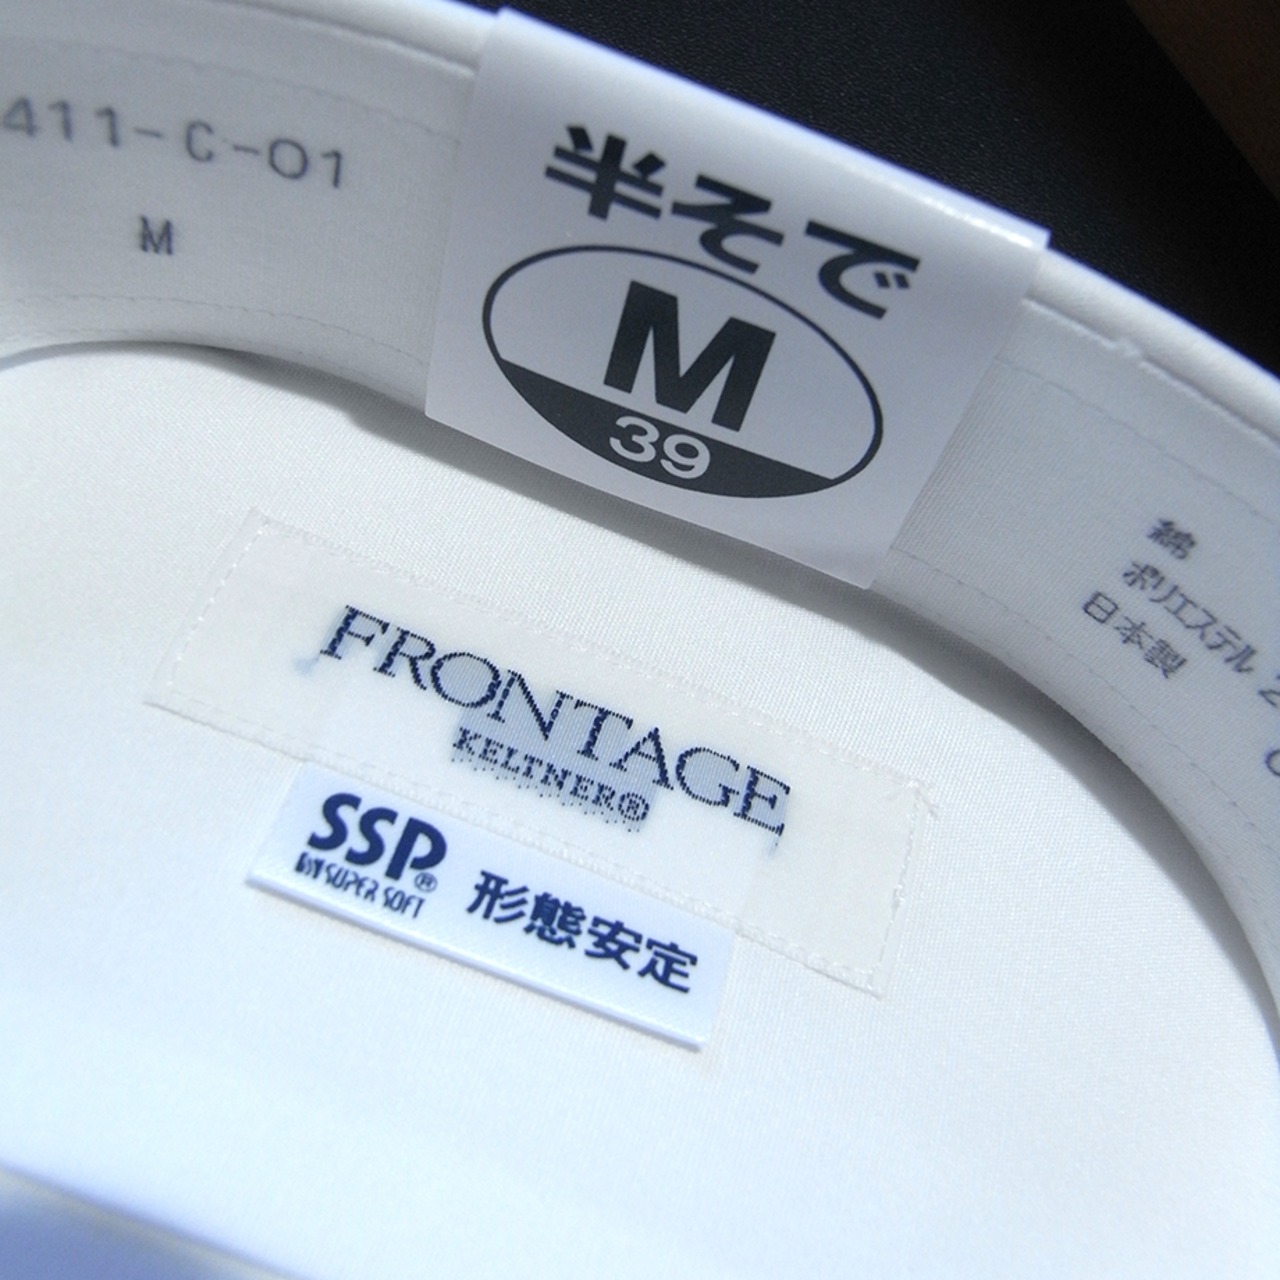 411-C-01
M
半そで
M
39
綿
ポリエステル 2
日本製
FRONTAGE
KELTNER®
SSP®
SUPER SOFT
形態安定